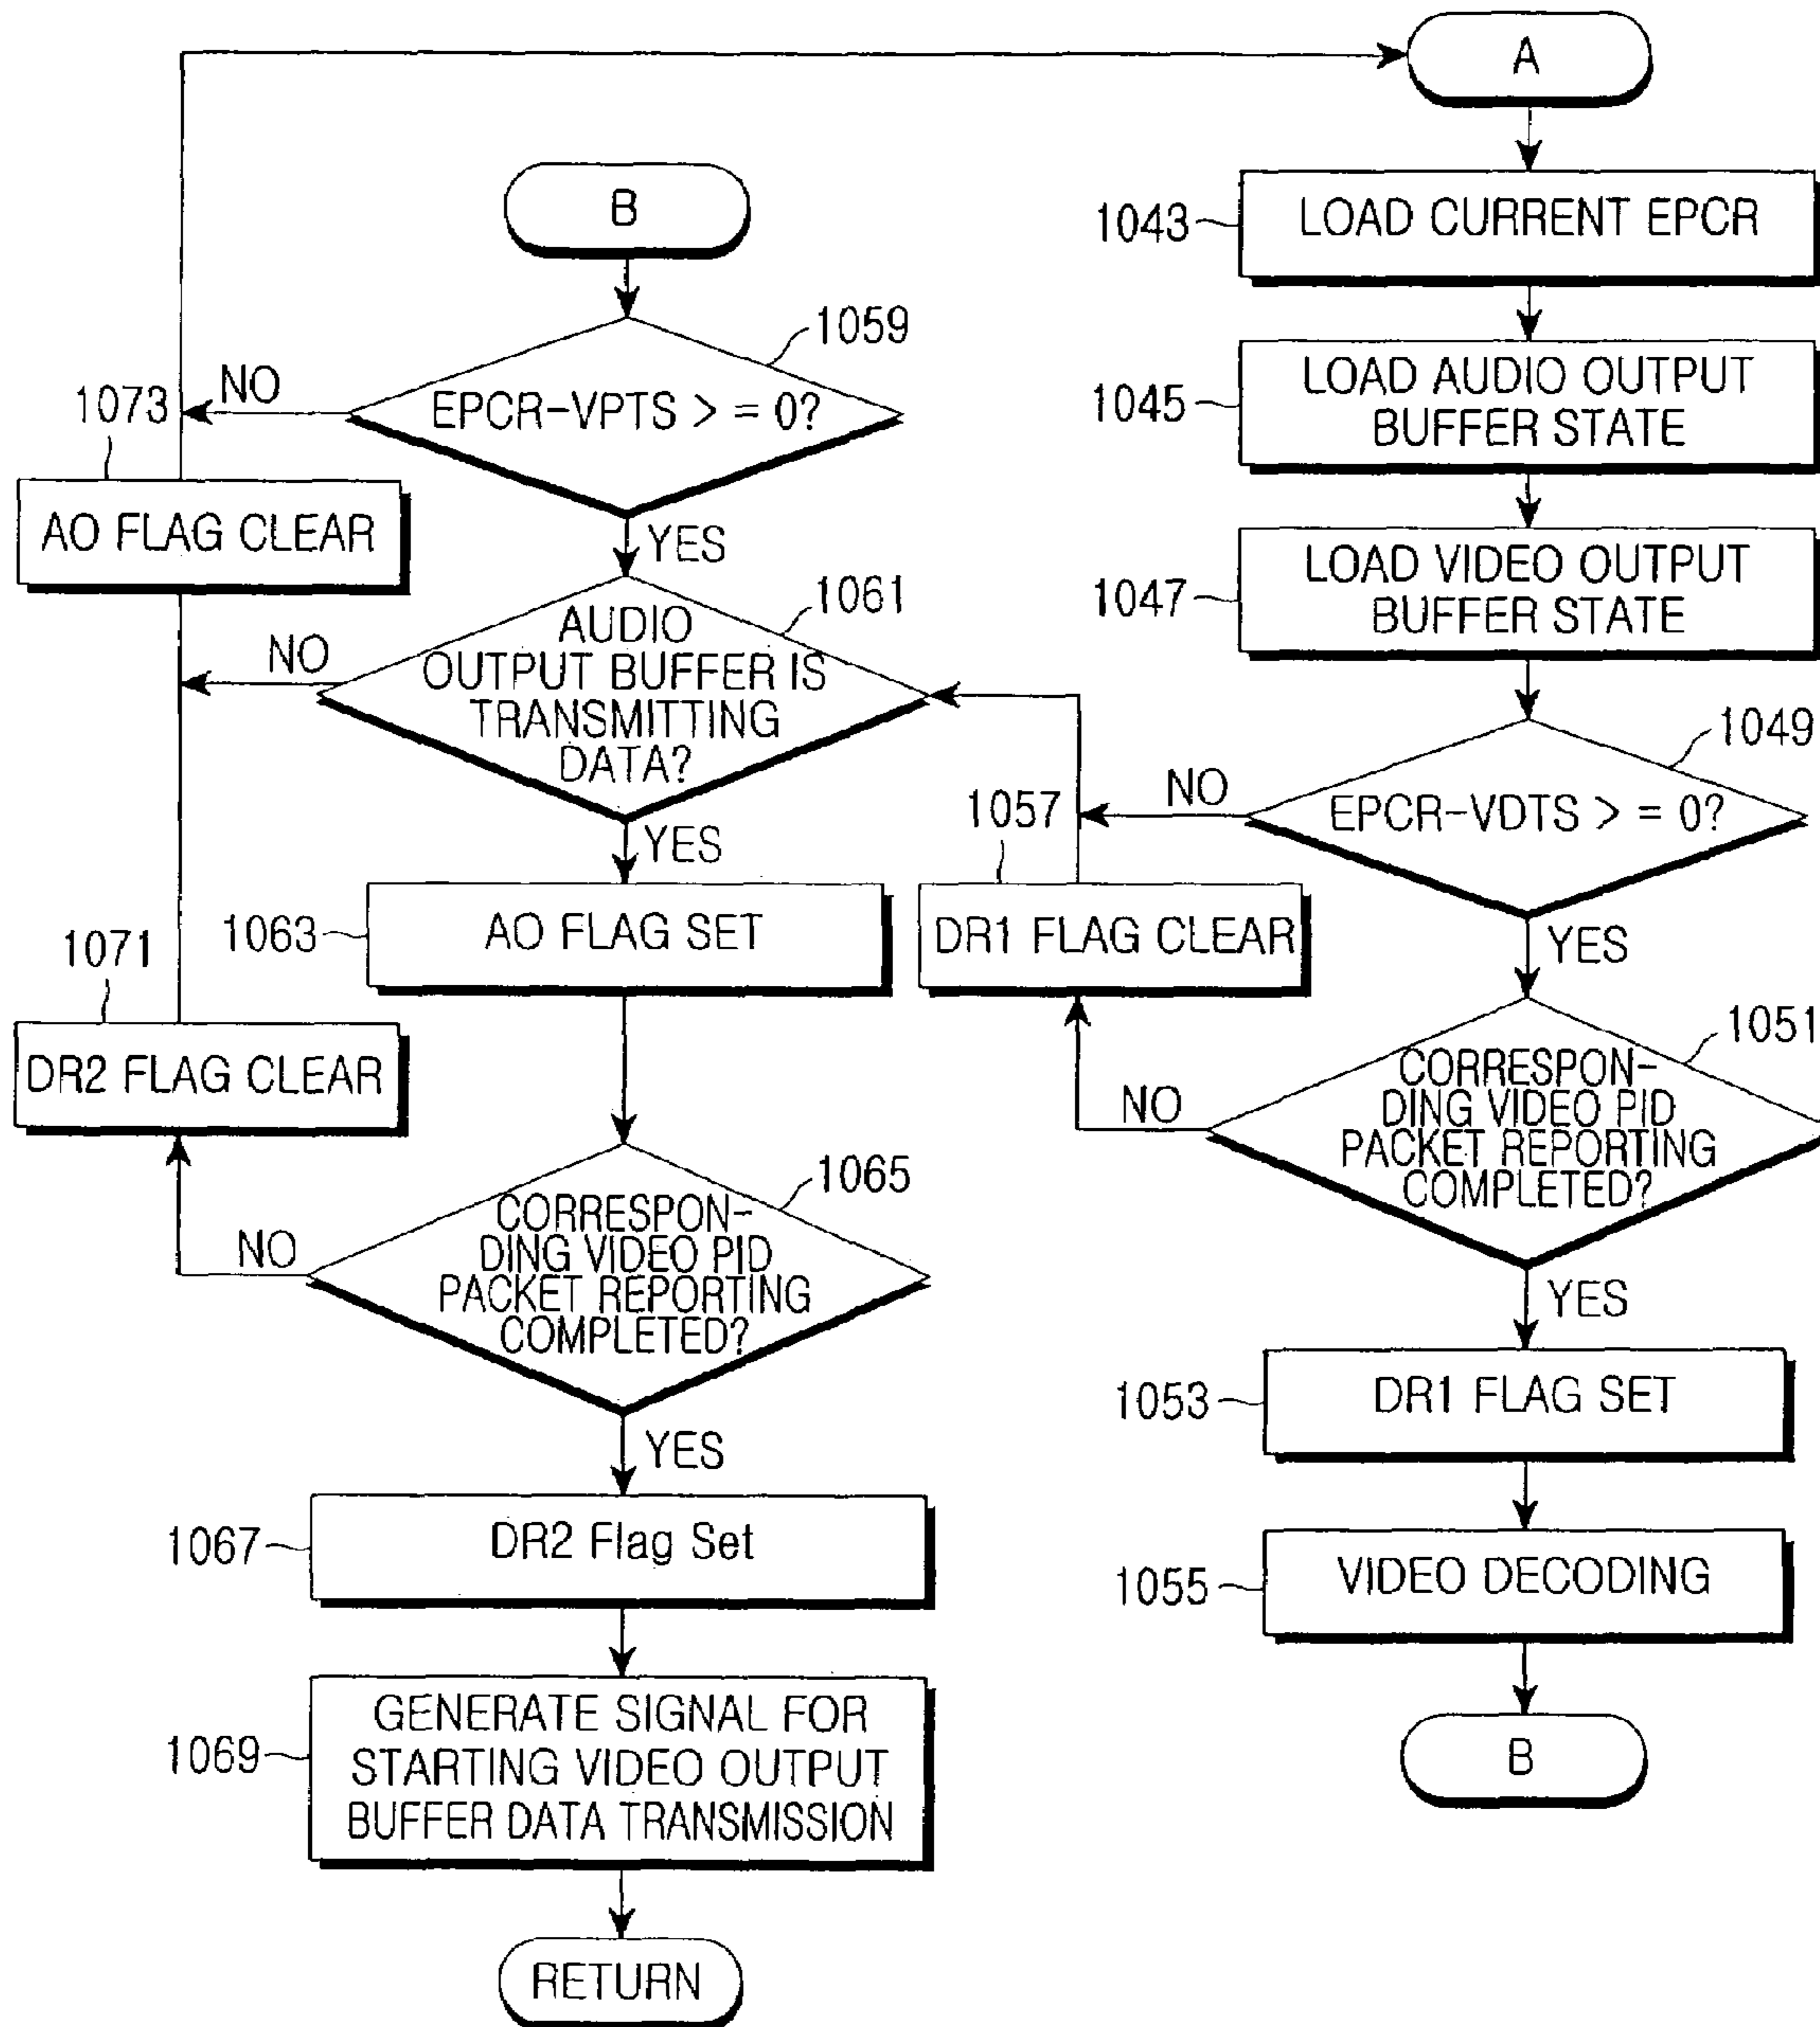 A
1043
LOAD CURRENT EPCR
1045
LOAD AUDIO OUTPUT
BUFFER STATE
1047
LOAD VIDEO OUTPUT
BUFFER STATE
1049
EPCR-VDTS > = 0?
NO
YES
1057
DR1 FLAG CLEAR
1051
CORRESPON-
DING VIDEO PID
PACKET REPORTING
COMPLETED?
NO
YES
1053
DR1 FLAG SET
1055
VIDEO DECODING
B
B
1059
EPCR-VPTS > = 0?
NO
YES
1073
AO FLAG CLEAR
1061
AUDIO
OUTPUT BUFFER IS
TRANSMITTING
DATA?
NO
YES
1063
AO FLAG SET
1071
DR2 FLAG CLEAR
1065
CORRESPON-
DING VIDEO PID
PACKET REPORTING
COMPLETED?
NO
YES
1067
DR2 Flag Set
1069
GENERATE SIGNAL FOR
STARTING VIDEO OUTPUT
BUFFER DATA TRANSMISSION
RETURN